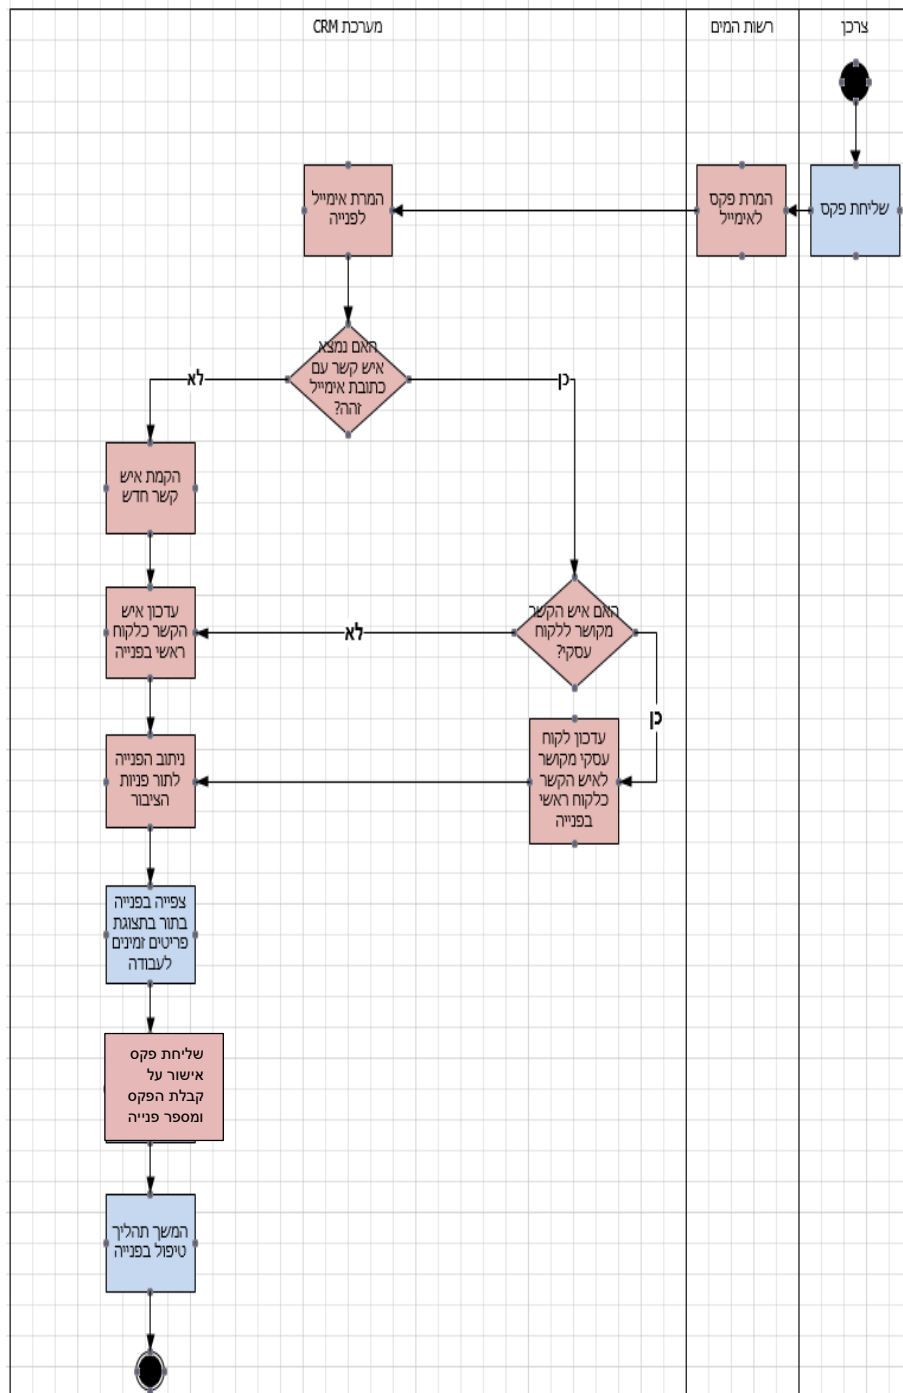 צרכן
רשות המים
מערכת CRM
שליחת פקס
המרת פקס
לאימייל
המרת אימייל
לפנייה
האם נמצא
איש קשר עם
כתובת אימייל
זהה?
כן
לא
הקמת איש
קשר חדש
האם איש הקשר
מקושר ללקוח
עסקי?
לא
עדכון איש
הקשר כלקוח
ראשי בפנייה
כן
עדכון לקוח
עסקי מקושר
לאיש הקשר
כלקוח ראשי
בפנייה
ניתוב הפנייה
לתור פניות
הציבור
צפייה בפנייה
בתור בתצוגת
פריטים זמינים
לעבודה
שליחת פקס
אישור על
קבלת הפקס
ומספר פנייה
המשך תהליך
טיפול בפנייה